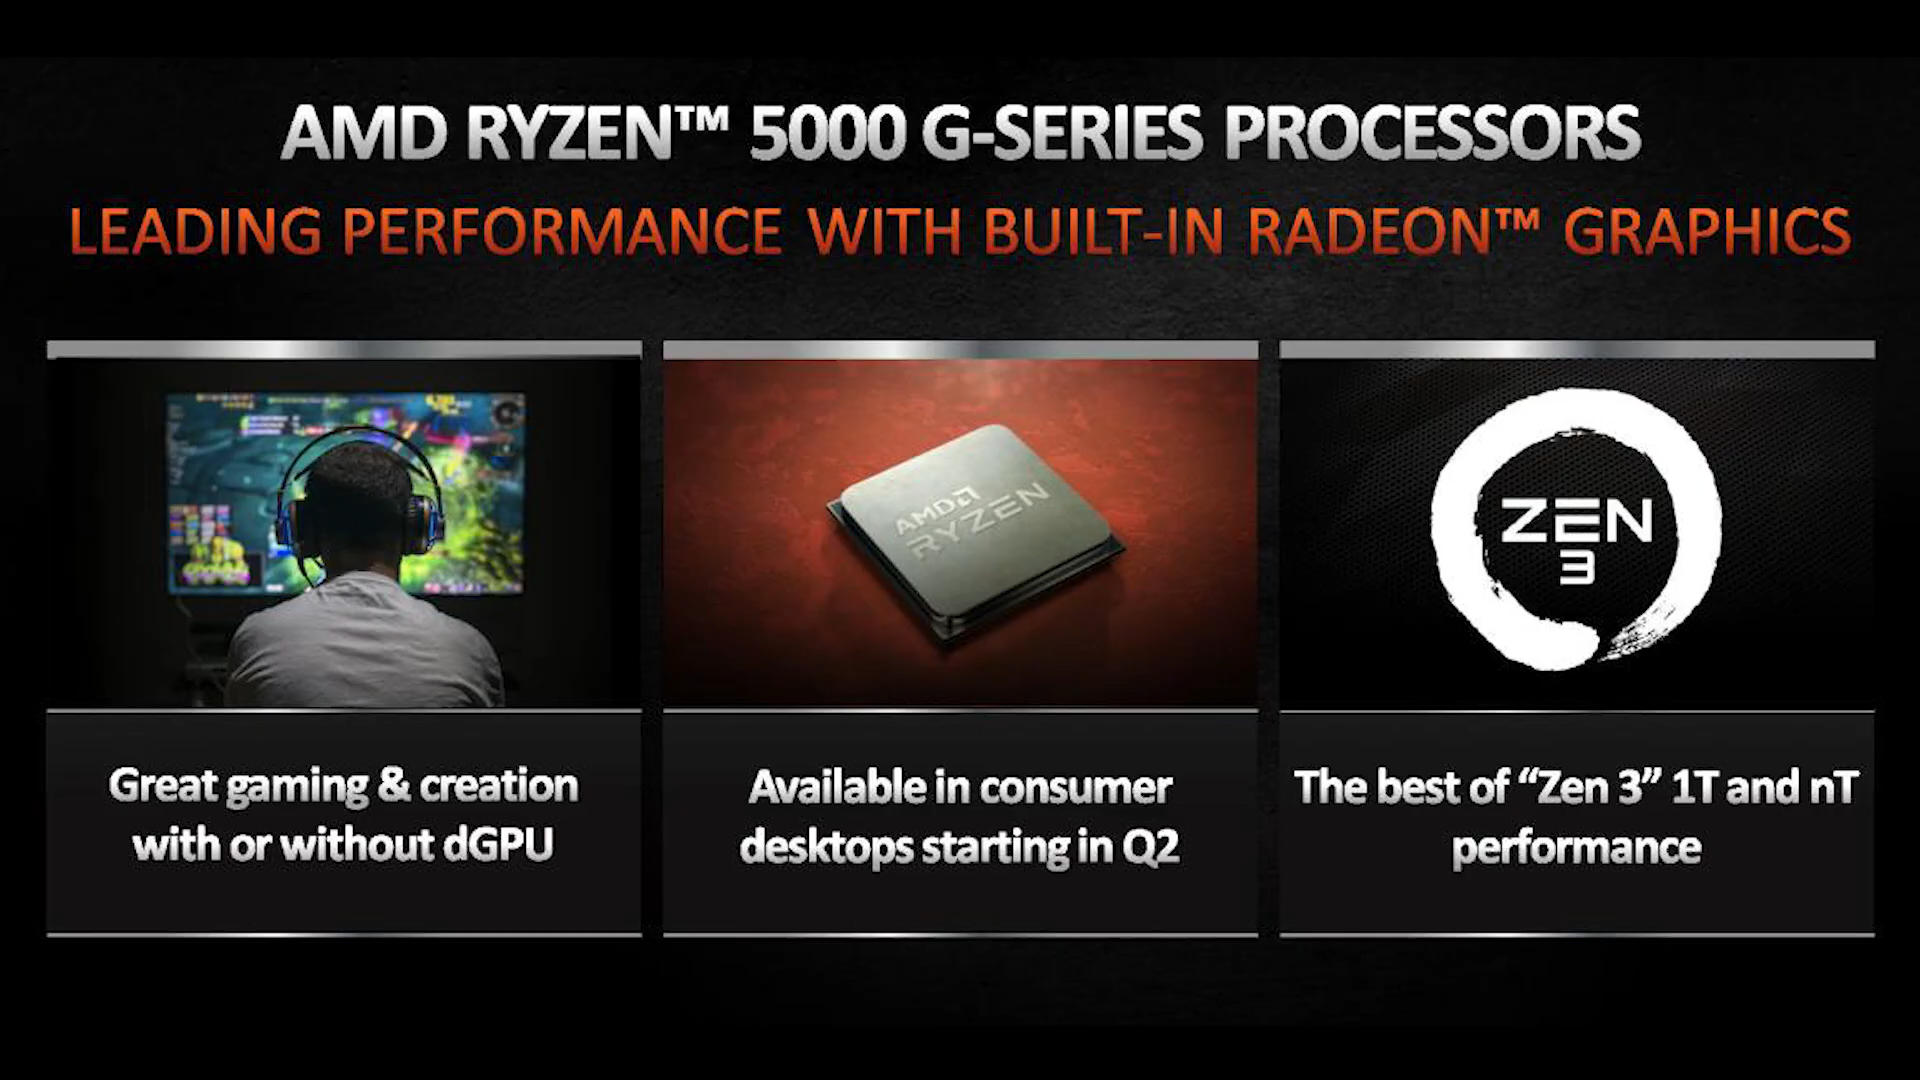 AMD RYZEN™ 5000 G-SERIES PROCESSORS
LEADING PERFORMANCE WITH BUILT-IN RADEON™ GRAPHICS
AMD
RYZEN
ZEN
3
Great gaming & creation
with or without dGPU
Available in consumer
desktops starting in Q2
The best of “Zen 3” 1T and nT
performance